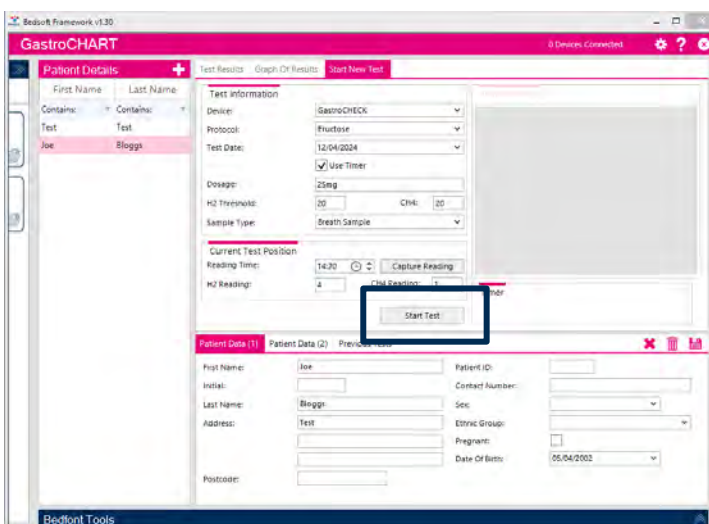 Bedsoft Framework v1.30
GastroCHART
0 Devices Connected
?
Patient Details
Test Results Graph Of Results Start New Test
First Name Last Name
Contains: Contains:
Test Test
Joe Bloggs
Test Information
Device: GastroCHECK
Protocol: Fructose
Test Date: 12/04/2024
Use Timer
Dosage: 25mg
H2 Threshold: 20 CH4: 20
Sample Type: Breath Sample
Current Test Position
Reading Time: 14:20 Capture Reading
H2 Reading: 4 CH4 Reading:
Start Test
Patient Data (1) Patient Data (2)
First Name: Joe Patient ID:
Initial: Contact Number:
Last Name: Bloggs Sex:
Address: Test Ethnic Group:
Pregnant:
Date Of Birth: 05/04/2002
Postcode:
Bedfont Tools